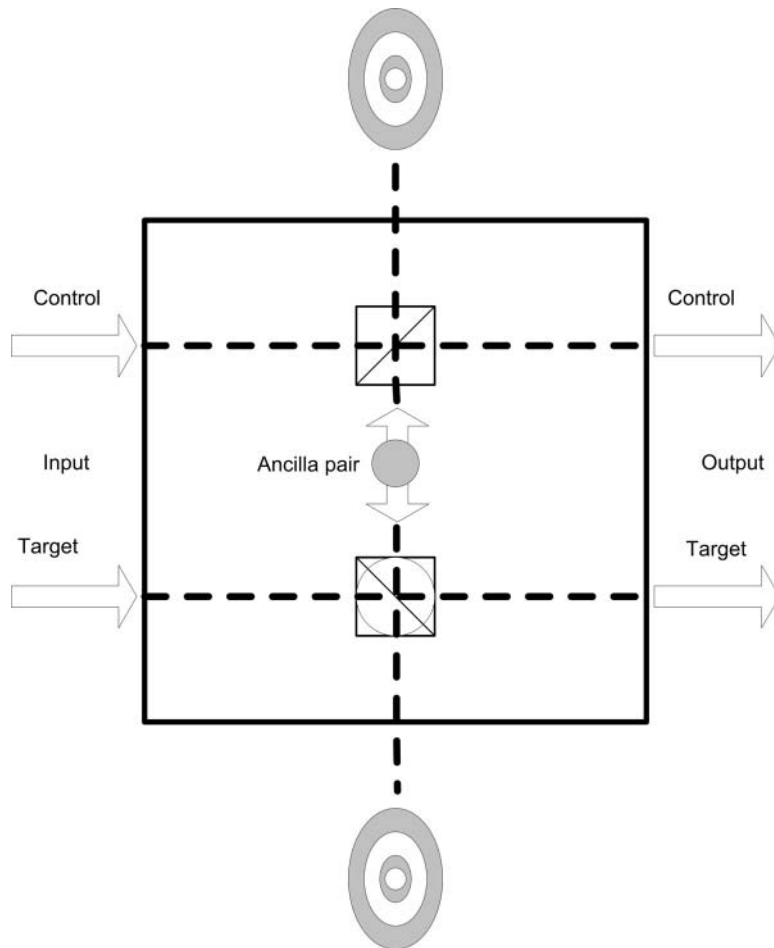 Control
Control
Input
Ancilla pair
Output
Target
Target